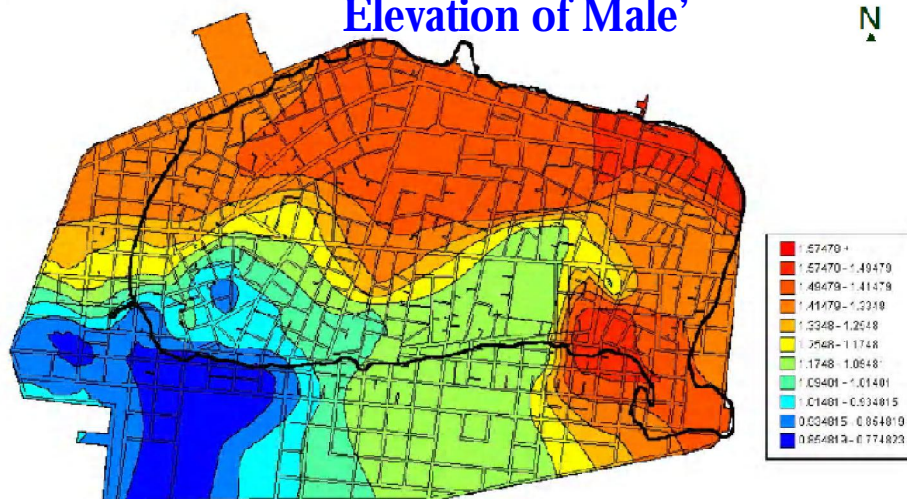 Elevation of Male’
N
1.57478 +
1.57478 - 1.49479
1.49479 - 1.41479
1.41479 - 1.3348
1.3348 - 1.2548
1.2548 - 1.1748
1.1748 - 1.09481
1.09481 - 1.01481
1.01481 - 0.934815
0.934815 - 0.854819
0.854819 - 0.774823